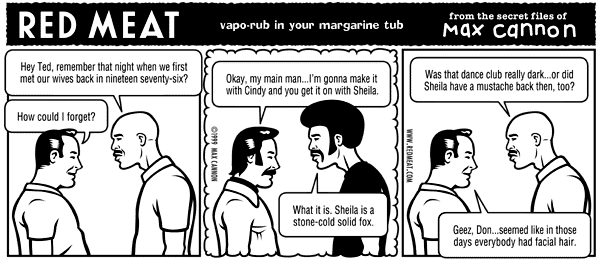 RED MEAT
vapo-rub in your margarine tub
from the secret files of
max cannon
Hey Ted, remember that night when we first
met our wives back in nineteen seventy-six?
How could I forget?
Okay, my main man...I'm gonna make it
with Cindy and you get it on with Sheila.
What it is. Sheila is a
stone-cold solid fox.
©1999 MAX CANNON
Was that dance club really dark...or did
Sheila have a mustache back then, too?
Geez, Don...seemed like in those
days everybody had facial hair.
WWW.REDMEAT.COM